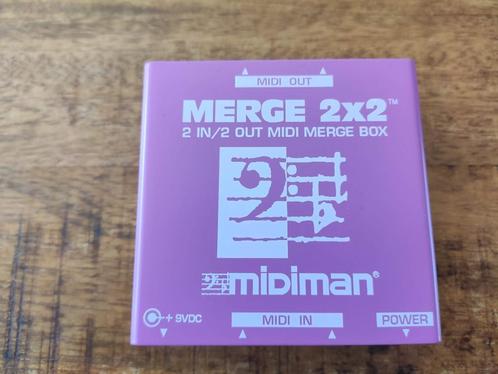 MIDI OUT
MERGE 2x2™
2 IN/2 OUT MIDI MERGE BOX
midiman®
+ 9VDC
MIDI IN
POWER